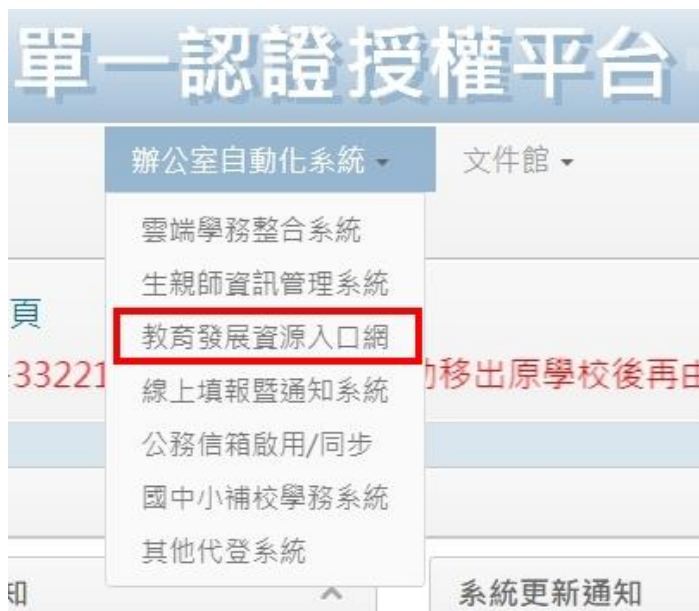 單一認證授權平台
辦公室自動化系統 文件館
雲端學務整合系統
生親師資訊管理系統
頁
教育發展資源入口網
-33221 移出原學校後再由
線上填報暨通知系統
公務信箱啟用/同步
國中小補校學務系統
其他代登系統
知 系統更新通知